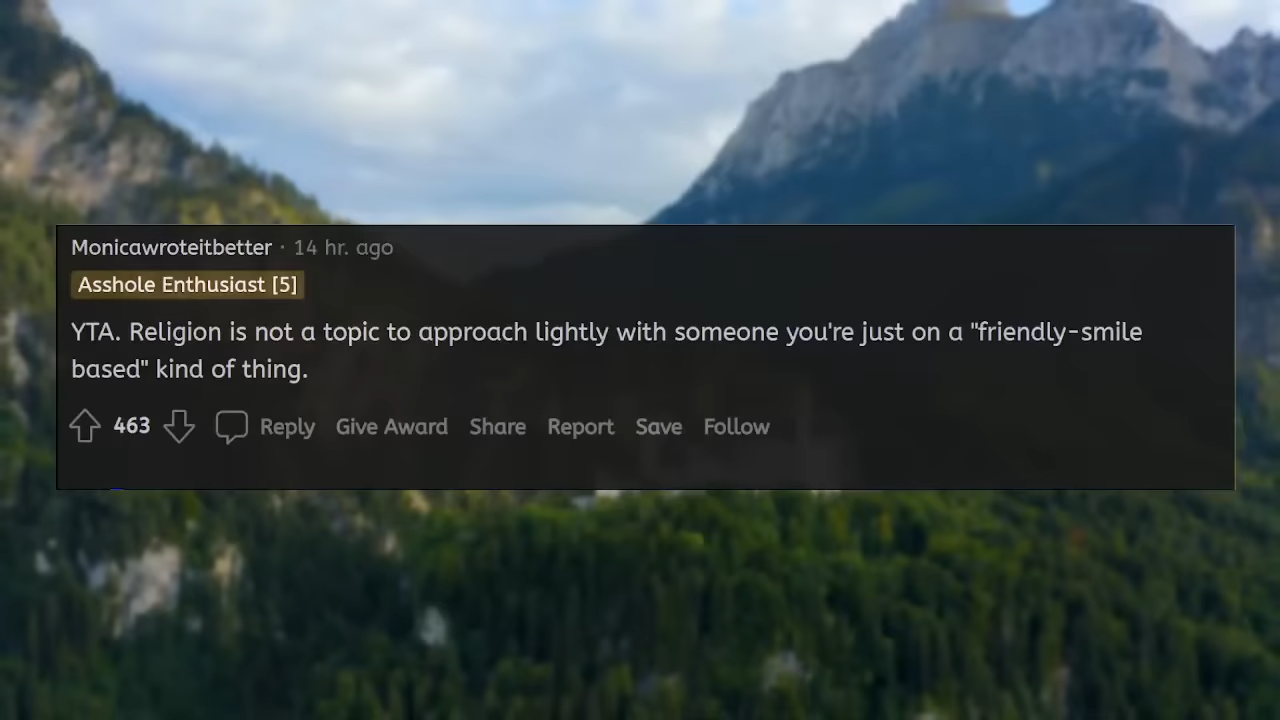 Monicawroteitbetter · 14 hr. ago
Asshole Enthusiast [5]
YTA. Religion is not a topic to approach lightly with someone you're just on a "friendly-smile
based" kind of thing.
463 Reply Give Award Share Report Save Follow